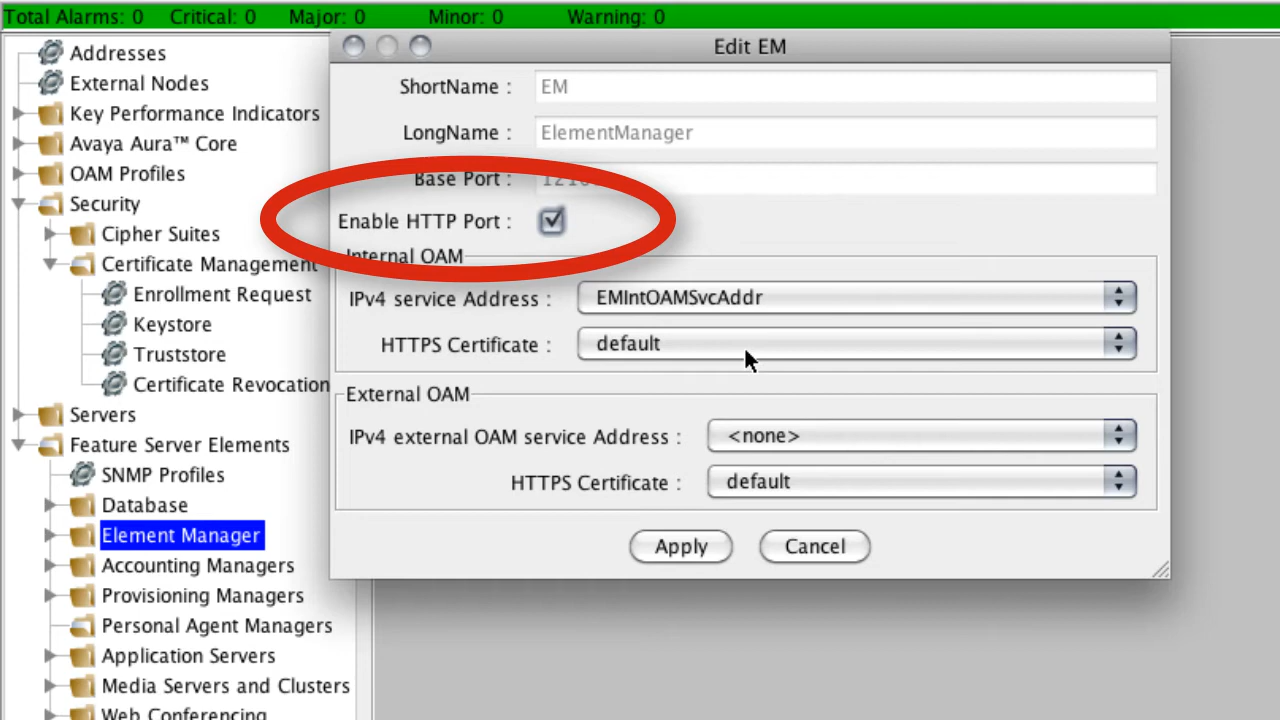 Total Alarms: 0 Critical: 0 Major: 0 Minor: 0 Warning: 0
Addresses
External Nodes
Key Performance Indicators
Avaya Aura™ Core
OAM Profiles
Security
Cipher Suites
Certificate Management
Enrollment Request
Keystore
Truststore
Certificate Revocation
Servers
Feature Server Elements
SNMP Profiles
Database
Element Manager
Accounting Managers
Provisioning Managers
Personal Agent Managers
Application Servers
Media Servers and Clusters
Web Conferencing
Edit EM
ShortName : EM
LongName : ElementManager
Base Port :
Enable HTTP Port :
Internal OAM
IPv4 service Address : EMIntOAMSvcAddr
HTTPS Certificate : default
External OAM
IPv4 external OAM service Address : <none>
HTTPS Certificate : default
Apply Cancel